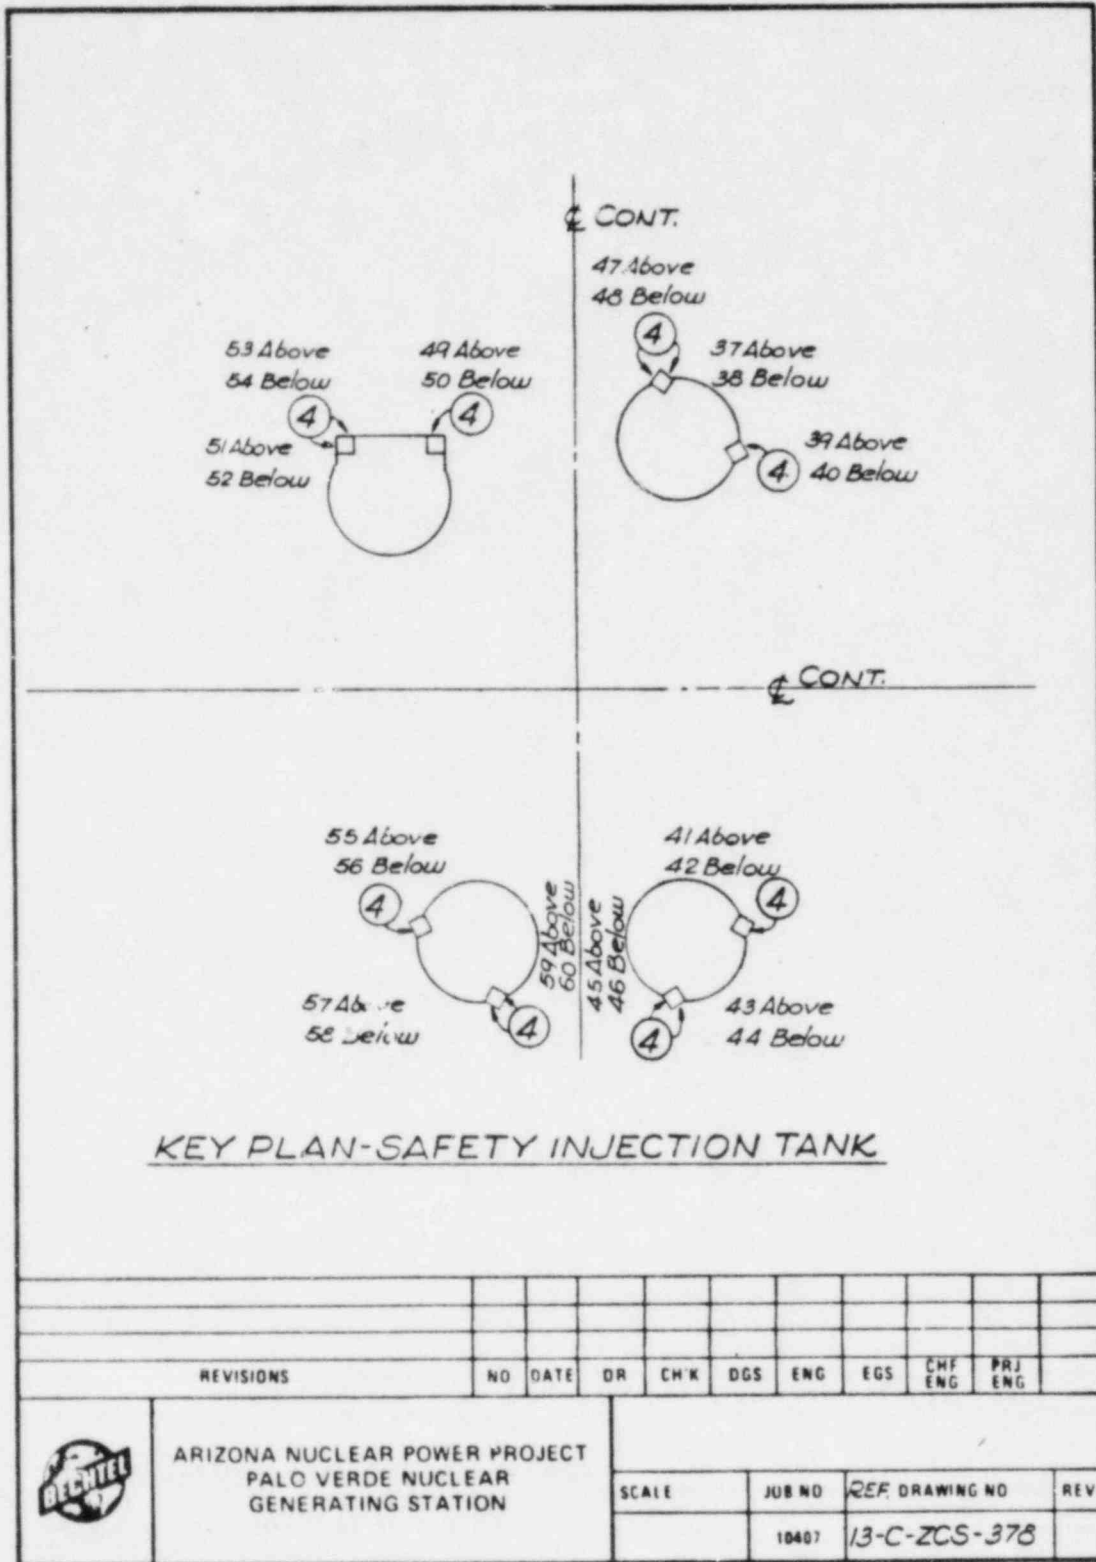 ℄ CONT.
47 Above
48 Below
4
37 Above
38 Below
39 Above
40 Below
4
53 Above
54 Below
4
49 Above
50 Below
4
51 Above
52 Below
℄ CONT.
55 Above
56 Below
4
59 Above
60 Below
57 Above
58 Below
4
45 Above
46 Below
41 Above
42 Below
4
43 Above
44 Below
4
KEY PLAN-SAFETY INJECTION TANK
REVISIONS NO DATE DR CH'K DGS ENG EGS CHF ENG PRJ ENG
BECHTEL
ARIZONA NUCLEAR POWER PROJECT
PALO VERDE NUCLEAR
GENERATING STATION
SCALE JOB NO REF. DRAWING NO REV
10407 13-C-ZCS-378